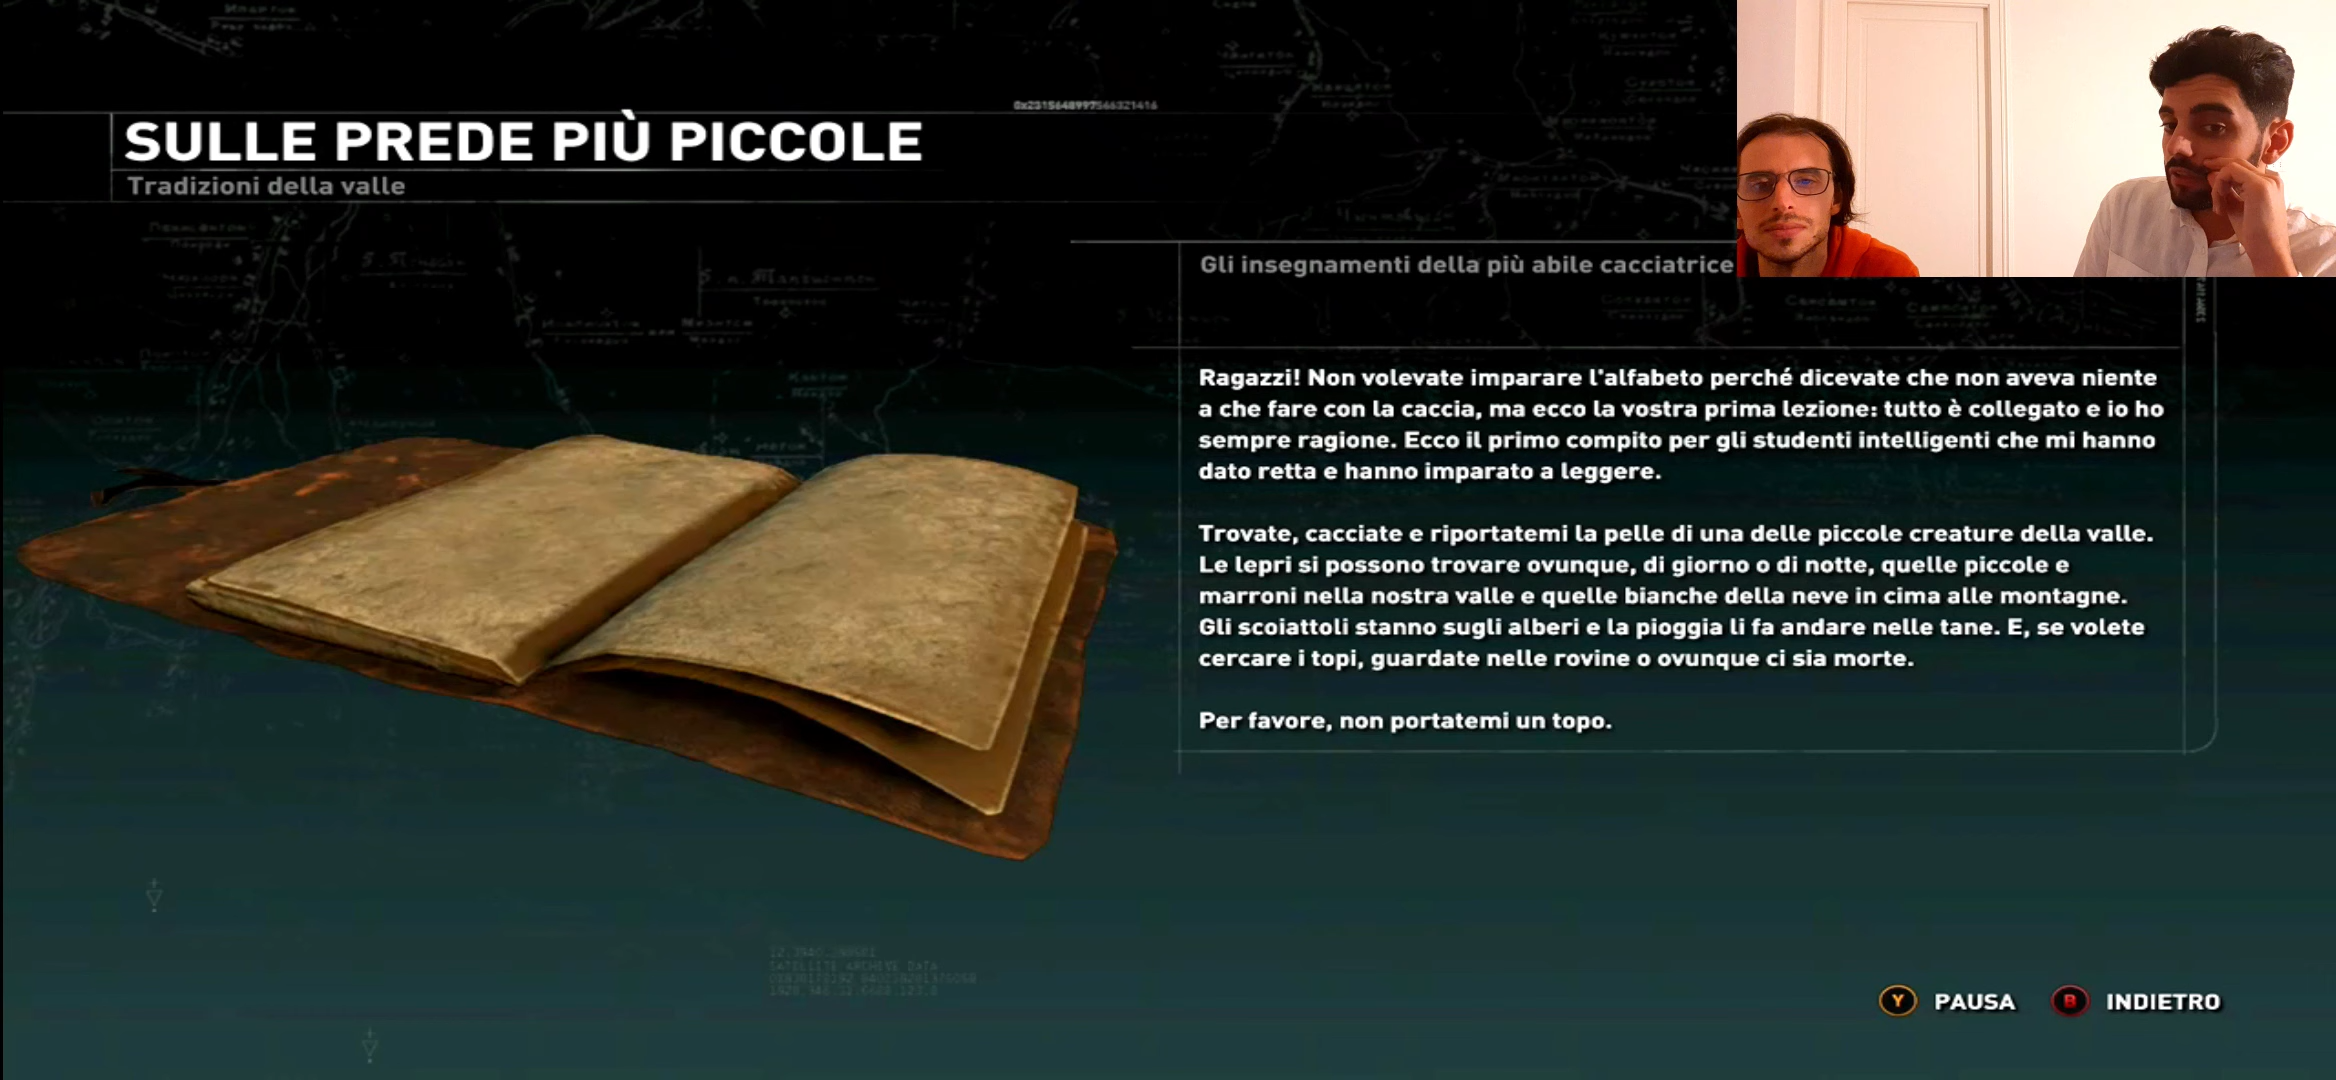 0x2315648997566321416
SULLE PREDE PIÙ PICCOLE
Tradizioni della valle
Gli insegnamenti della più abile cacciatrice
Ragazzi! Non volevate imparare l'alfabeto perché dicevate che non aveva niente
a che fare con la caccia, ma ecco la vostra prima lezione: tutto è collegato e io ho
sempre ragione. Ecco il primo compito per gli studenti intelligenti che mi hanno
dato retta e hanno imparato a leggere.
Trovate, cacciate e riportatemi la pelle di una delle piccole creature della valle.
Le lepri si possono trovare ovunque, di giorno o di notte, quelle piccole e
marroni nella nostra valle e quelle bianche della neve in cima alle montagne.
Gli scoiattoli stanno sugli alberi e la pioggia li fa andare nelle tane. E, se volete
cercare i topi, guardate nelle rovine o ovunque ci sia morte.
Per favore, non portatemi un topo.
SATELLITE ARCHIVE DATA
Y PAUSA B INDIETRO